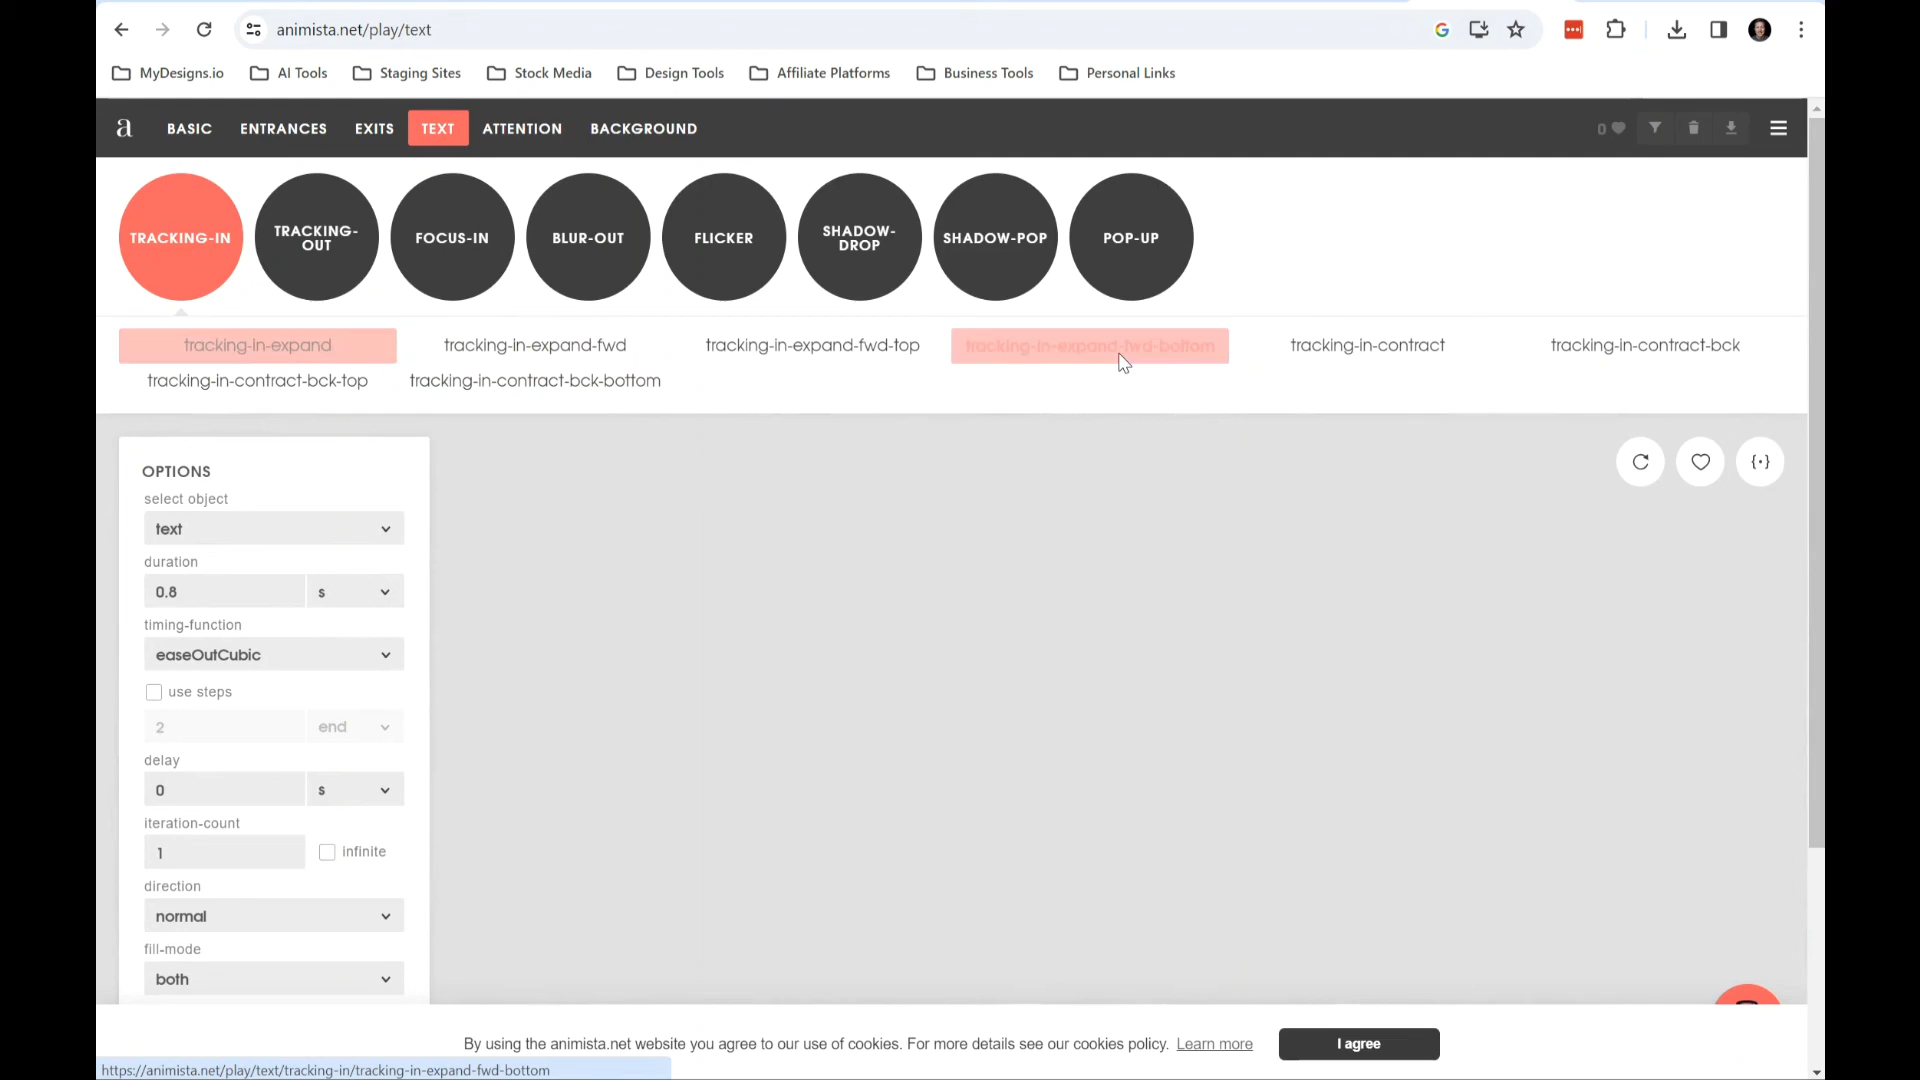 animista.net/play/text
MyDesigns.io AI Tools Staging Sites Stock Media Design Tools Affiliate Platforms Business Tools Personal Links
a BASIC ENTRANCES EXITS TEXT ATTENTION BACKGROUND 0
TRACKING-IN
TRACKING-
OUT
FOCUS-IN
BLUR-OUT
FLICKER
SHADOW-
DROP
SHADOW-POP
POP-UP
tracking-in-expand tracking-in-expand-fwd tracking-in-expand-fwd-top tracking-in-expand-fwd-bottom tracking-in-contract tracking-in-contract-bck
tracking-in-contract-bck-top tracking-in-contract-bck-bottom
OPTIONS
select object
text
duration
0.8 s
timing-function
easeOutCubic
use steps
2 end
delay
0 s
iteration-count
1 infinite
direction
normal
fill-mode
both
{·}
By using the animista.net website you agree to our use of cookies. For more details see our cookies policy. Learn more I agree
https://animista.net/play/text/tracking-in/tracking-in-expand-fwd-bottom